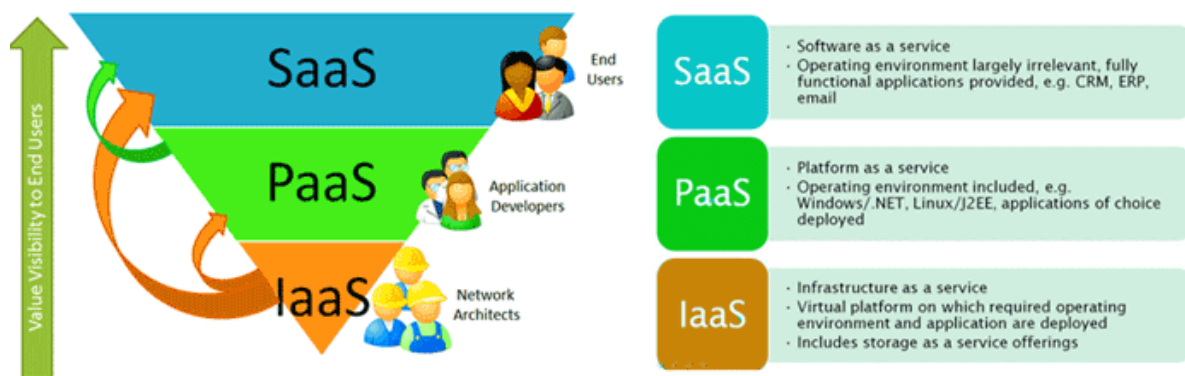 Value Visibility to End Users
SaaS
End
Users
PaaS
Application
Developers
IaaS
Network
Architects
SaaS
· Software as a service
· Operating environment largely irrelevant, fully
functional applications provided, e.g. CRM, ERP,
email
PaaS
· Platform as a service
· Operating environment included, e.g.
Windows/.NET, Linux/J2EE, applications of choice
deployed
IaaS
· Infrastructure as a service
· Virtual platform on which required operating
environment and application are deployed
· Includes storage as a service offerings